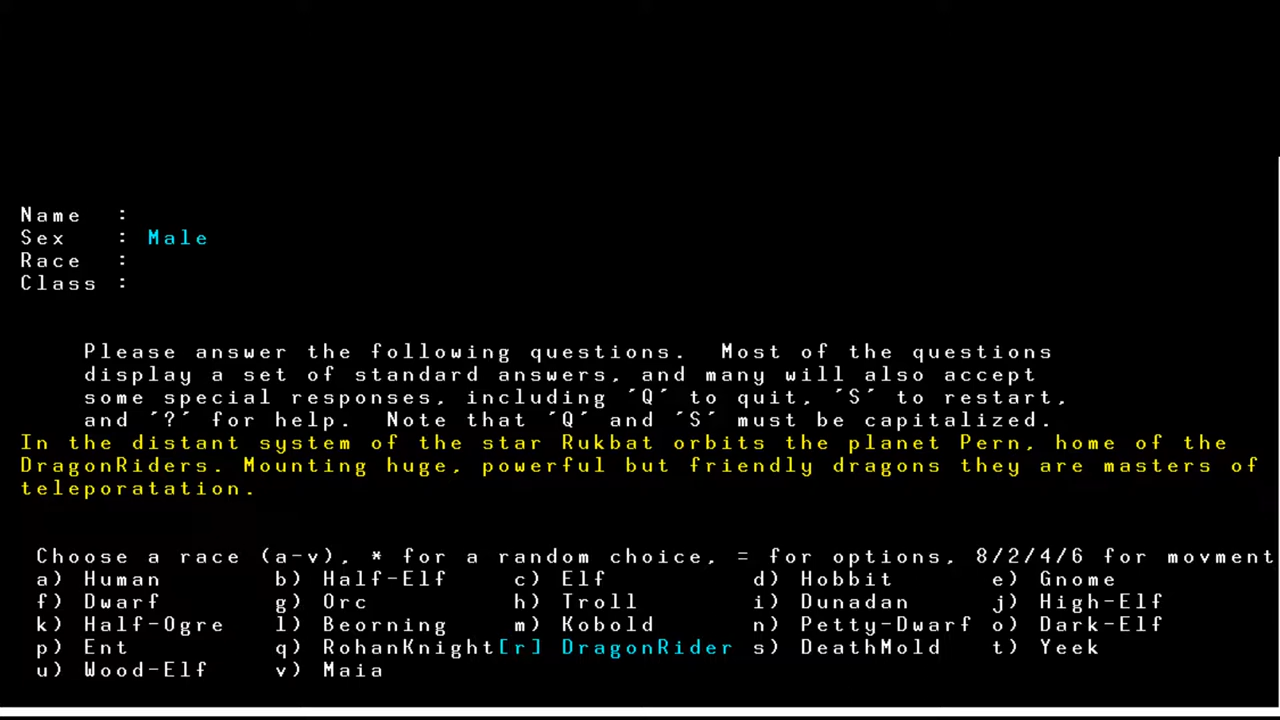 Name :
Sex : Male
Race :
Class :
Please answer the following questions. Most of the questions
display a set of standard answers, and many will also accept
some special responses, including ´Q´ to quit, ´S´ to restart,
and ´?´ for help. Note that ´Q´ and ´S´ must be capitalized.
In the distant system of the star Rukbat orbits the planet Pern, home of the
DragonRiders. Mounting huge, powerful but friendly dragons they are masters of
teleporatation.
Choose a race (a-v), * for a random choice, = for options, 8/2/4/6 for movment
a) Human b) Half-Elf c) Elf d) Hobbit e) Gnome
f) Dwarf g) Orc h) Troll i) Dunadan j) High-Elf
k) Half-Ogre l) Beorning m) Kobold n) Petty-Dwarf o) Dark-Elf
p) Ent q) RohanKnight[r] DragonRider s) DeathMold t) Yeek
u) Wood-Elf v) Maia